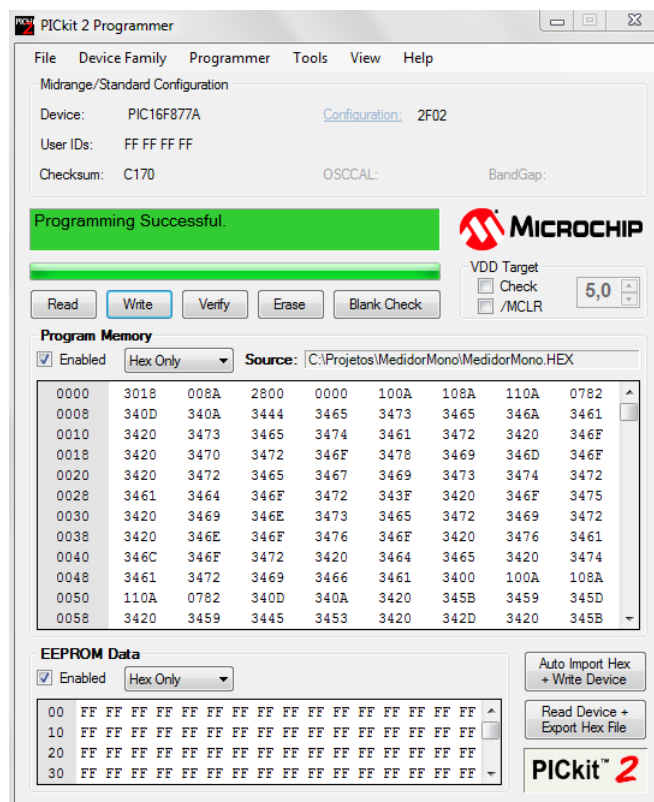 PICkit 2 Programmer
File Device Family Programmer Tools View Help
Midrange/Standard Configuration
Device: PIC16F877A Configuration: 2F02
User IDs: FF FF FF FF
Checksum: C170 OSCCAL: BandGap:
Programming Successful.
MICROCHIP
VDD Target
Check
/MCLR
5,0
Read Write Verify Erase Blank Check
Program Memory
Enabled Hex Only Source: C:\Projetos\MedidorMono\MedidorMono.HEX
0000 3018 008A 2800 0000 100A 108A 110A 0782
0008 340D 340A 3444 3465 3473 3465 346A 3461
0010 3420 3473 3465 3474 3461 3472 3420 346F
0018 3420 3470 3472 346F 3478 3469 346D 346F
0020 3420 3472 3465 3467 3469 3473 3474 3472
0028 3461 3464 346F 3472 343F 3420 346F 3475
0030 3420 3469 346E 3473 3465 3472 3469 3472
0038 3420 346E 346F 3476 346F 3420 3476 3461
0040 346C 346F 3472 3420 3464 3465 3420 3474
0048 3461 3472 3469 3466 3461 3400 100A 108A
0050 110A 0782 340D 340A 3420 345B 3459 345D
0058 3420 3459 3445 3453 3420 342D 3420 345B
EEPROM Data
Enabled Hex Only
00 FF FF FF FF FF FF FF FF FF FF FF FF FF FF FF FF
10 FF FF FF FF FF FF FF FF FF FF FF FF FF FF FF FF
20 FF FF FF FF FF FF FF FF FF FF FF FF FF FF FF FF
30 FF FF FF FF FF FF FF FF FF FF FF FF FF FF FF FF
Auto Import Hex
+ Write Device
Read Device +
Export Hex File
PICkit™ 2